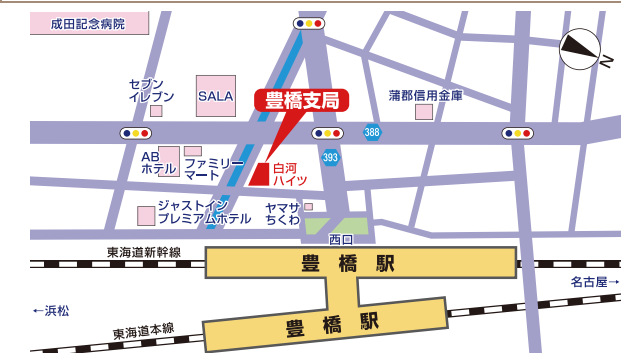 成田記念病院
N
セブン
イレブン
SALA
豊橋支局
蒲郡信用金庫
388
393
AB
ホテル
ファミリー
マート
白河
ハイツ
ジャストイン
プレミアムホテル
ヤマサ
ちくわ
西口
東海道新幹線
豊橋駅
名古屋→
←浜松
東海道本線
豊橋駅